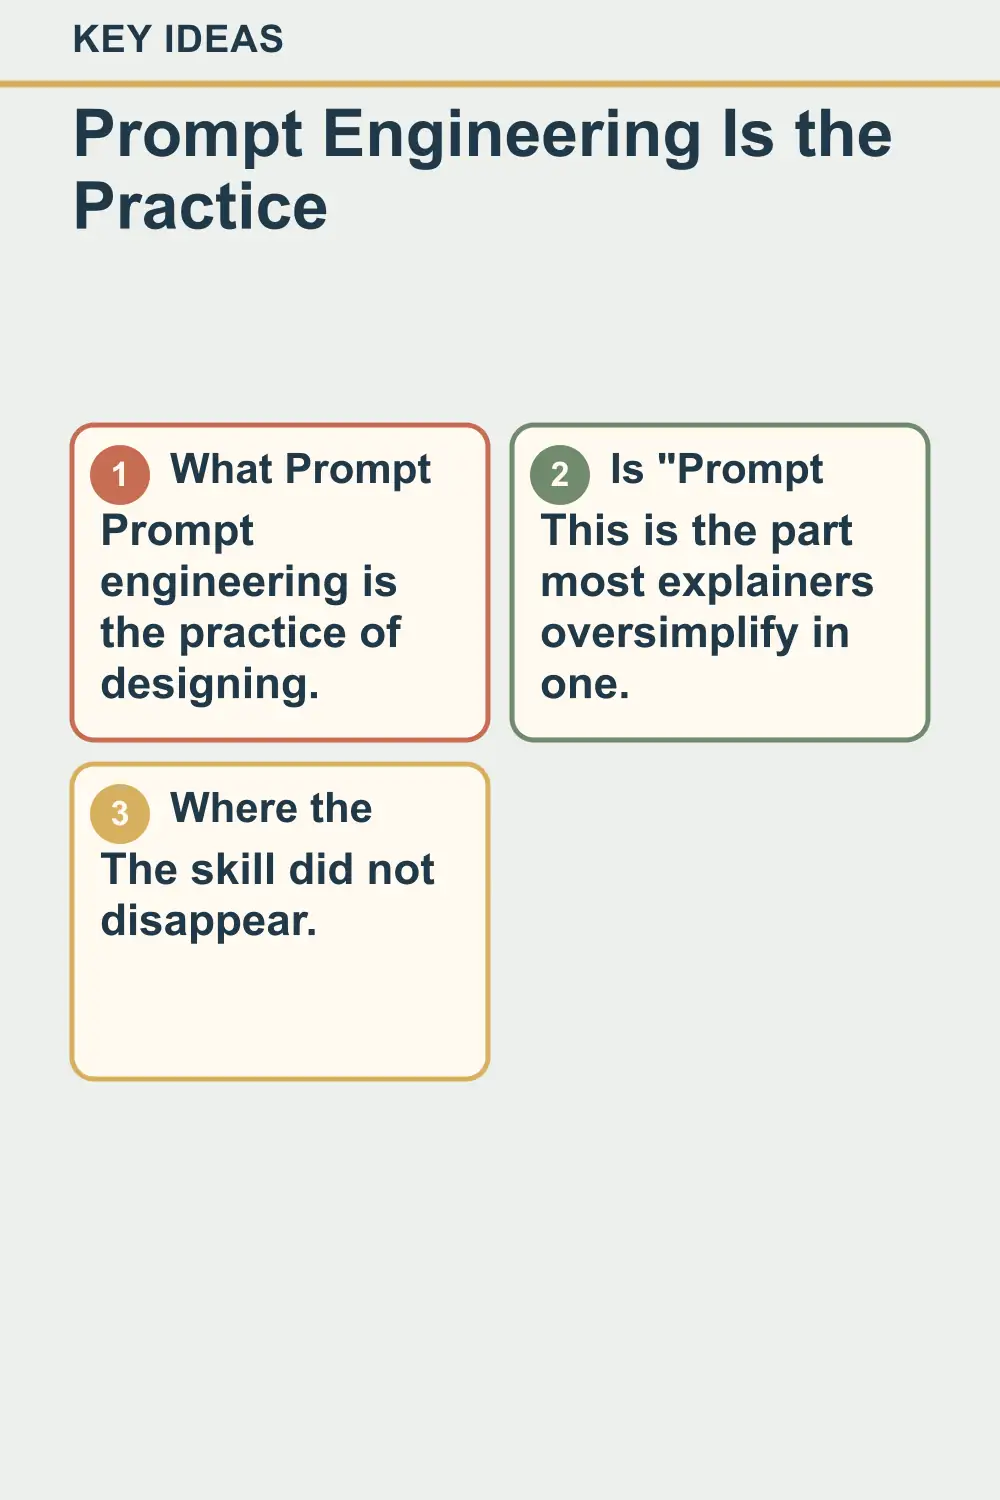 KEY IDEAS
Prompt Engineering Is the
Practice
1 What Prompt
Prompt
engineering is
the practice of
designing.
2 Is "Prompt
This is the part
most explainers
oversimplify in
one.
3 Where the
The skill did not
disappear.